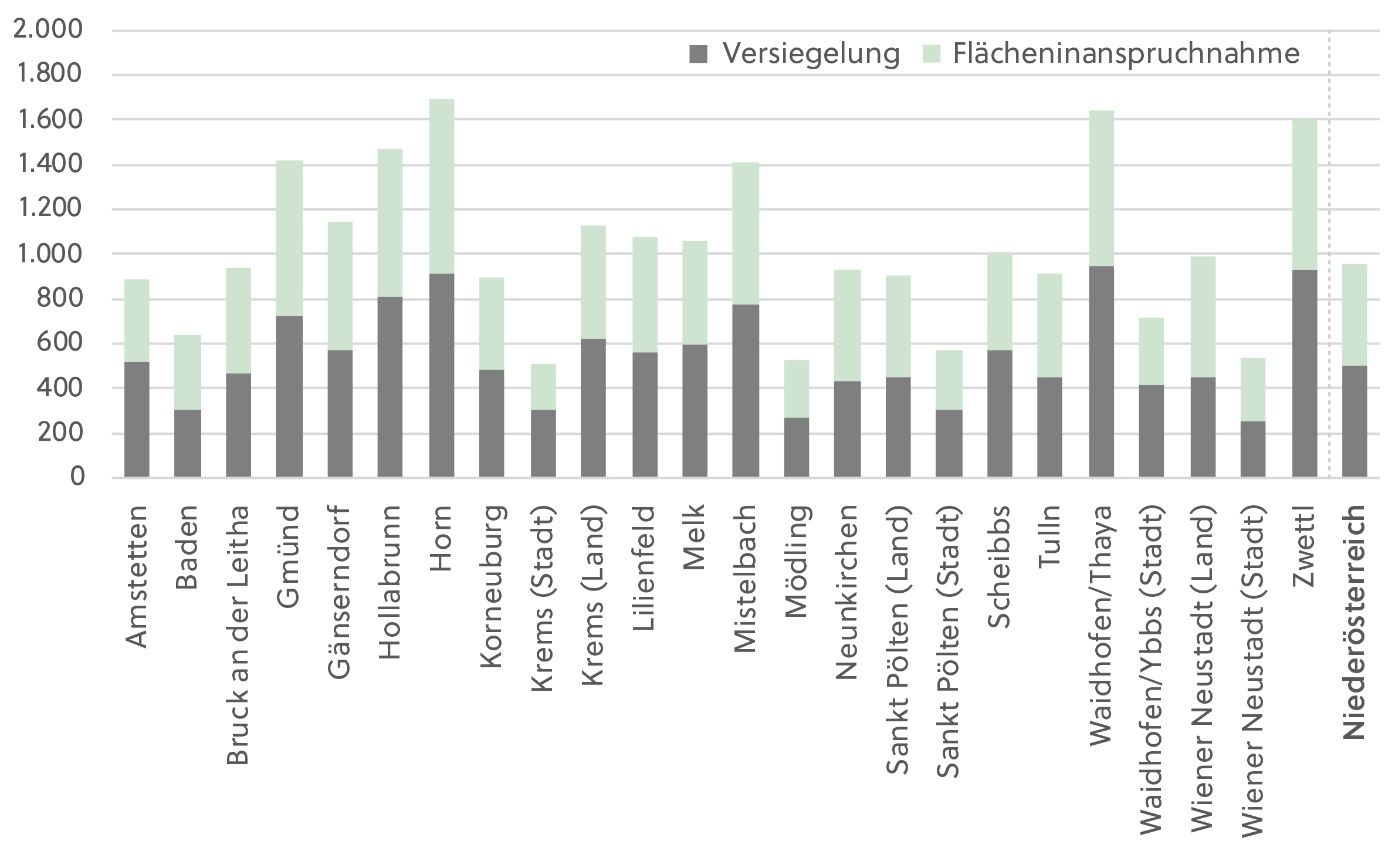 2.000
Versiegelung Flächeninanspruchnahme
1.800
1.600
1.400
1.200
1.000
800
600
400
200
0
Amstetten
Baden
Bruck an der Leitha
Gmünd
Gänserndorf
Hollabrunn
Horn
Korneuburg
Krems (Stadt)
Krems (Land)
Lilienfeld
Melk
Mistelbach
Mödling
Neunkirchen
Sankt Pölten (Land)
Sankt Pölten (Stadt)
Scheibbs
Tulln
Waidhofen/Thaya
Waidhofen/Ybbs (Stadt)
Wiener Neustadt (Land)
Wiener Neustadt (Stadt)
Zwettl
Niederösterreich